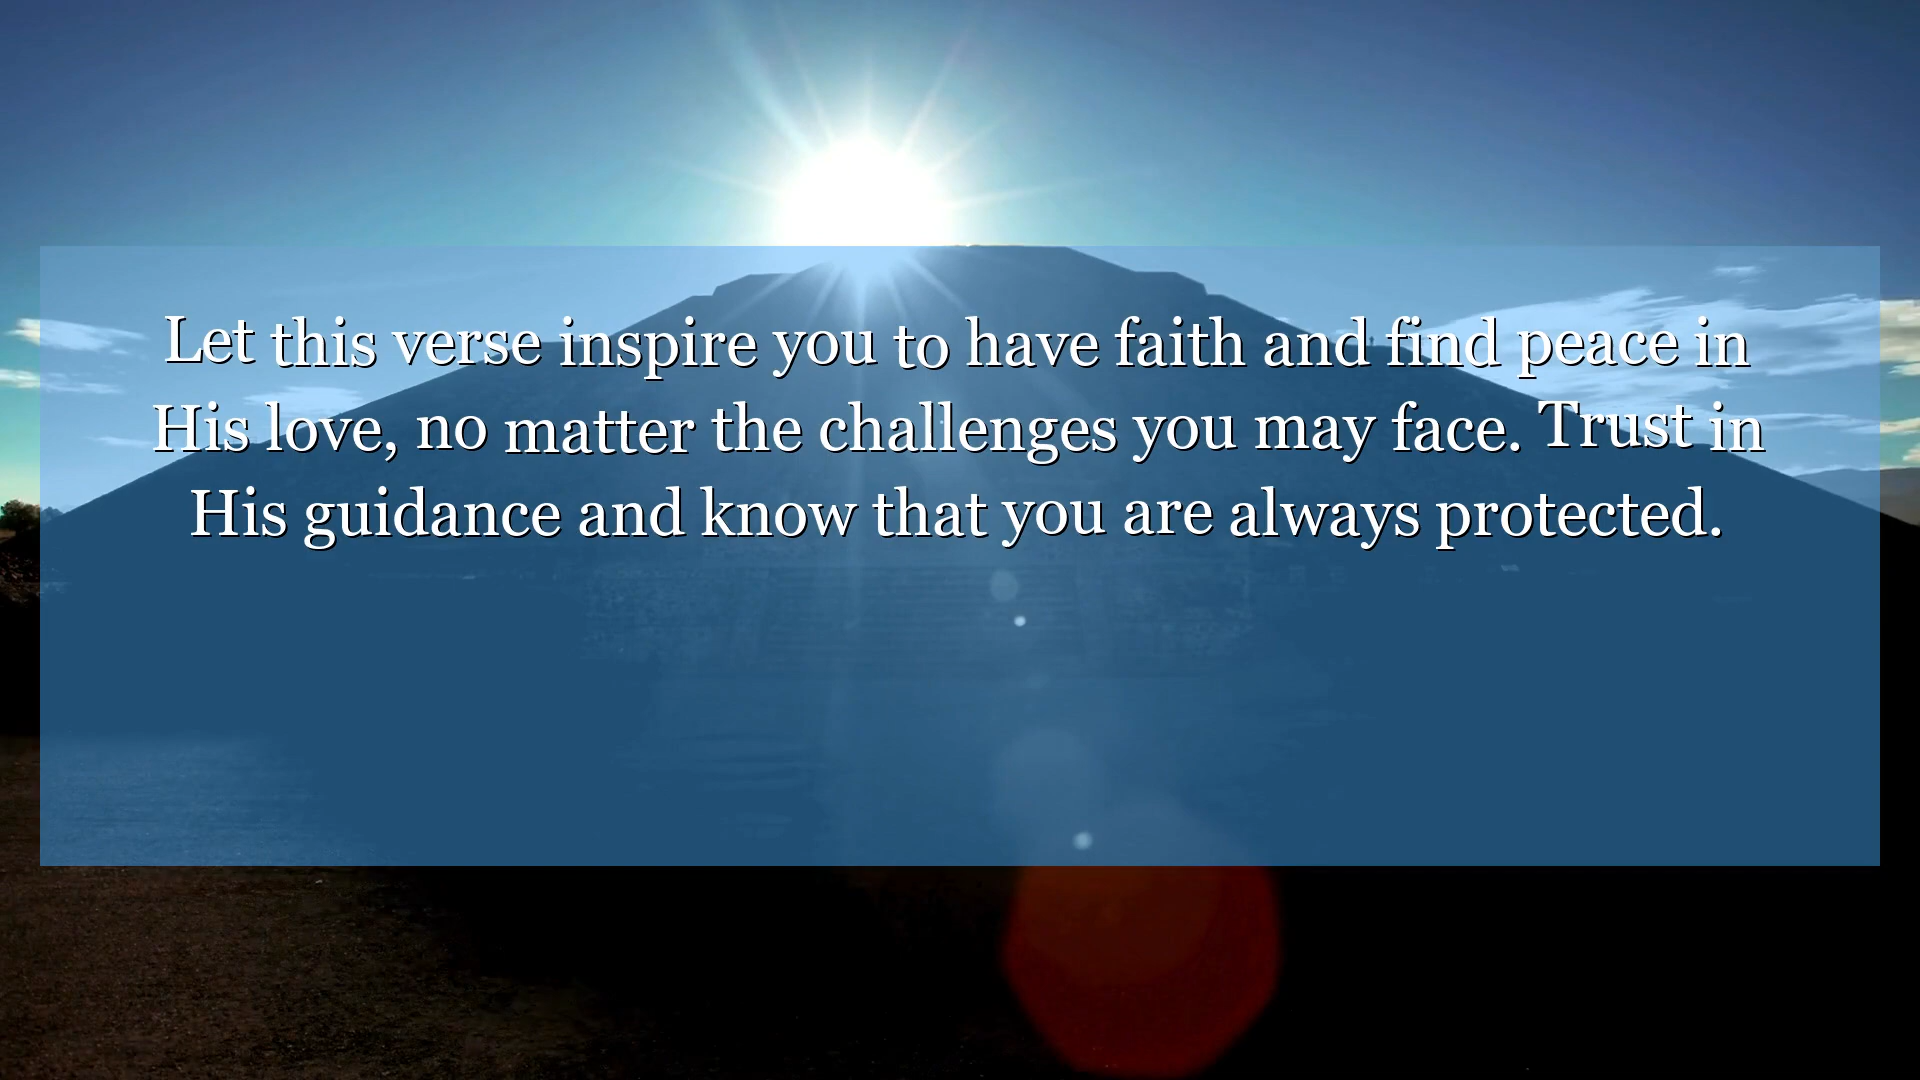 Let this verse inspire you to have faith and find peace in
His love, no matter the challenges you may face. Trust in
His guidance and know that you are always protected.